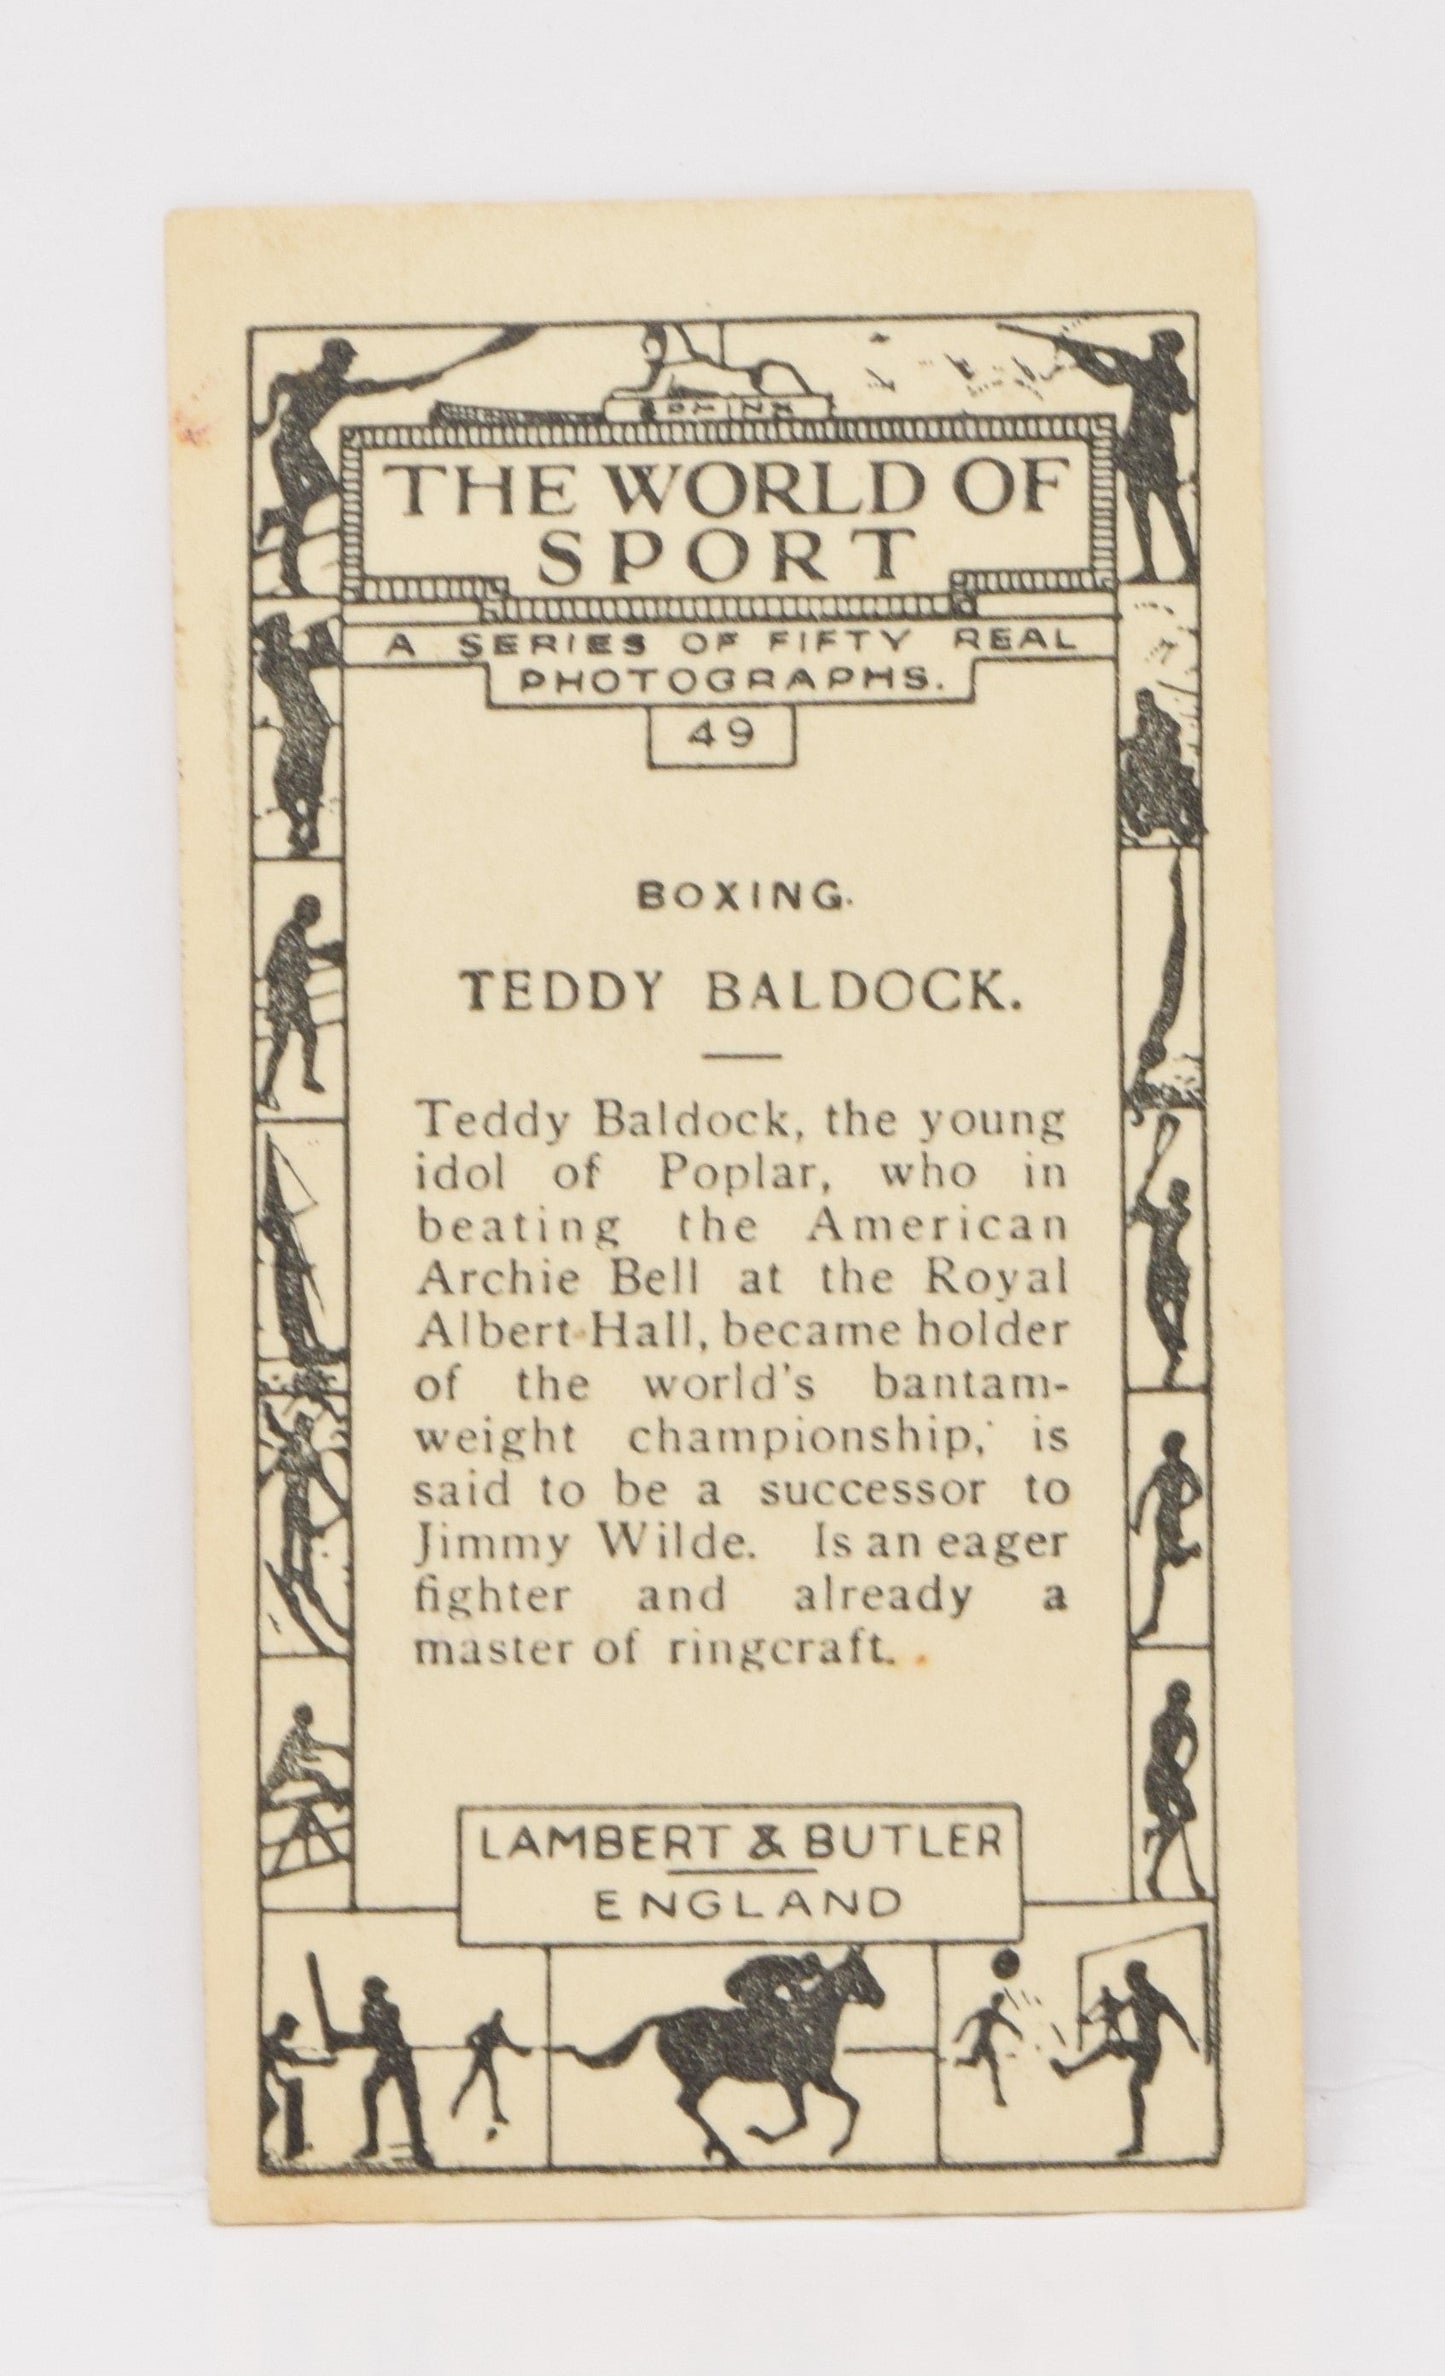 SPHINX
THE WORLD OF
SPORT
A SERIES OF FIFTY REAL
PHOTOGRAPHS.
49
BOXING.
TEDDY BALDOCK.
Teddy Baldock, the young
idol of Poplar, who in
beating the American
Archie Bell at the Royal
Albert Hall, became holder
of the world's bantam-
weight championship, is
said to be a successor to
Jimmy Wilde. Is an eager
fighter and already a
master of ringcraft.
LAMBERT & BUTLER
ENGLAND